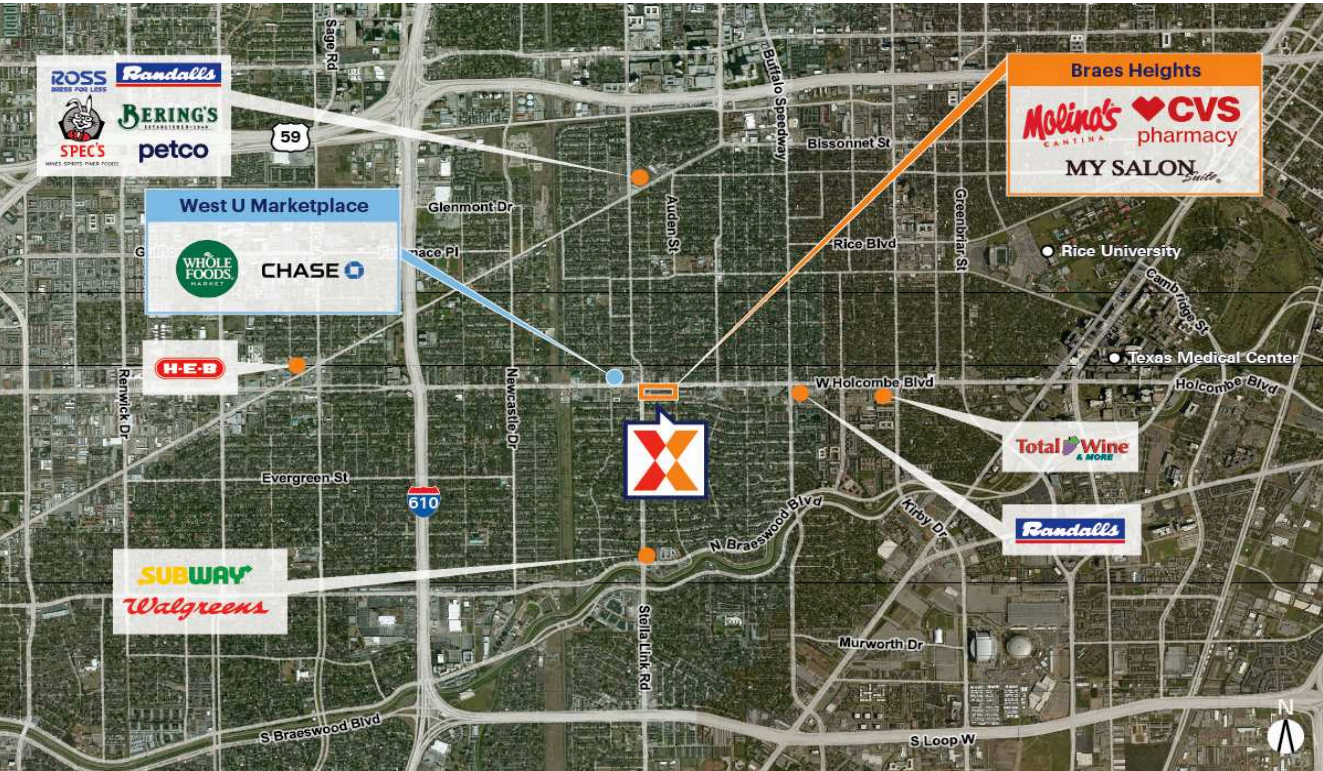 Sage Rd
Buffalo Speedway
ROSS
DRESS FOR LESS
Randalls
SPEC'S
WINES SPIRITS FINER FOODS
BERING'S
ESTABLISHED·1940
petco
59
Braes Heights
Molina's
CANTINA
CVS
pharmacy
MY SALON
Suite®
Bissonnet St
West U Marketplace
WHOLE
FOODS
MARKET
CHASE
Glenmont Dr
Auden St
Greenbriar St
Rice Blvd
Rice University
Cambridge St
Texas Medical Center
H-E-B
Renwick Dr
Newcastle Dr
W Holcombe Blvd
Holcombe Blvd
Total Wine
& MORE
Evergreen St
610
N Braeswood Blvd
Kirby Dr
Randalls
SUBWAY
Walgreens
Stella Link Rd
Murworth Dr
S Braeswood Blvd
S Loop W
N